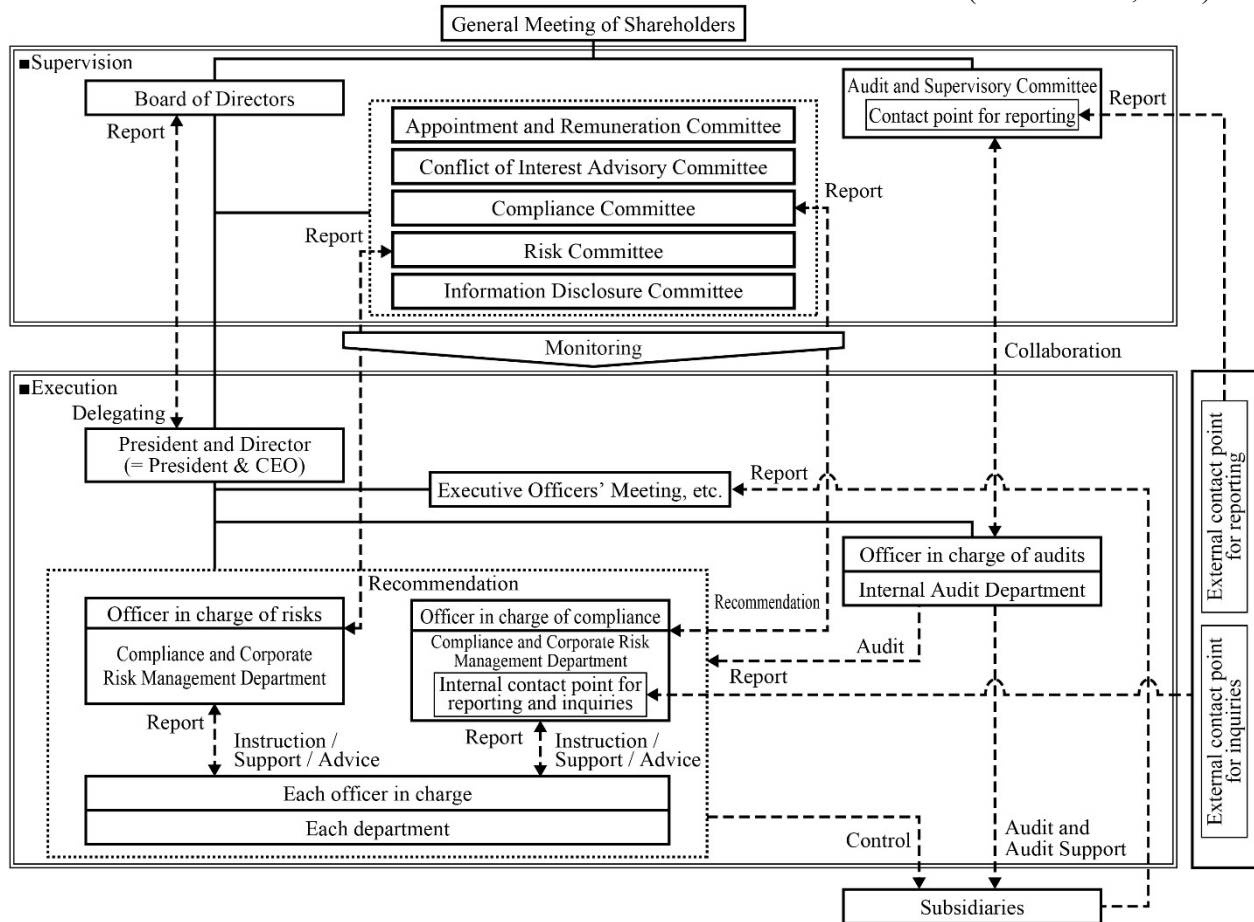 General Meeting of Shareholders
■Supervision
Board of Directors
Report
Audit and Supervisory Committee
Contact point for reporting
Report
Appointment and Remuneration Committee
Conflict of Interest Advisory Committee
Compliance Committee
Risk Committee
Information Disclosure Committee
Report
Report
Monitoring
Collaboration
■Execution
Delegating
President and Director
(= President & CEO)
Executive Officers’ Meeting, etc.
Report
Officer in charge of audits
Internal Audit Department
Recommendation
Recommendation
Officer in charge of risks
Compliance and Corporate
Risk Management Department
Officer in charge of compliance
Compliance and Corporate Risk
Management Department
Internal contact point for
reporting and inquiries
Audit
Report
Report
Instruction /
Support / Advice
Report
Instruction /
Support / Advice
Each officer in charge
Each department
Control
Audit and
Audit Support
Subsidiaries
External contact point
for reporting
External contact point
for inquiries